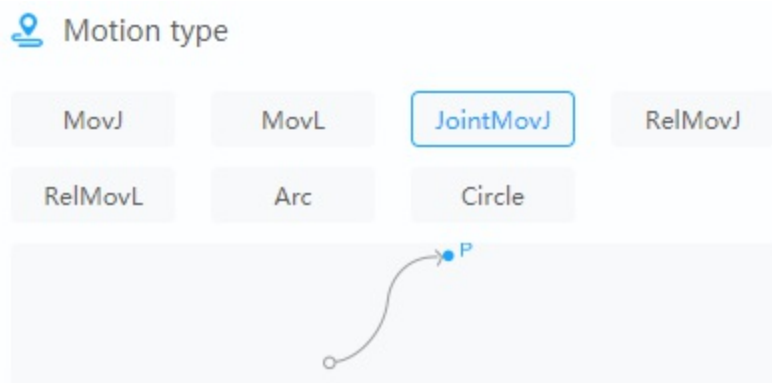 Motion type
MovJ MovL JointMovJ RelMovJ
RelMovL Arc Circle
P